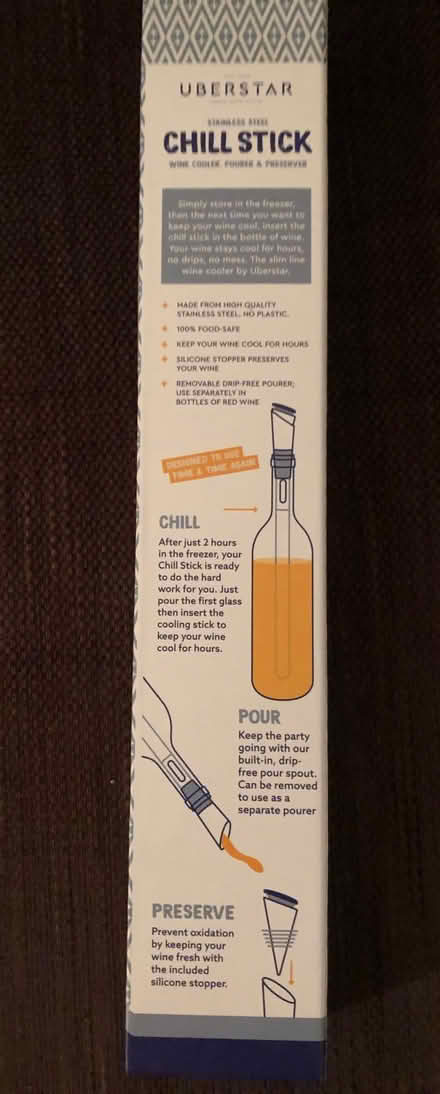 UBERSTAR
STAINLESS STEEL
CHILL STICK
WINE COOLER, POURER & PRESERVER
Simply store in the freezer,
then the next time you want to
keep your wine cool, insert the
chill stick in the bottle of wine.
Your wine stays cool for hours,
no drips, no mess. The slim line
wine cooler by Uberstar.
+ MADE FROM HIGH QUALITY
STAINLESS STEEL, NO PLASTIC.
+ 100% FOOD-SAFE
+ KEEP YOUR WINE COOL FOR HOURS
+ SILICONE STOPPER PRESERVES
YOUR WINE
+ REMOVABLE DRIP-FREE POURER;
USE SEPARATELY IN
BOTTLES OF RED WINE
DESIGNED TO USE
TIME & TIME AGAIN
CHILL
After just 2 hours
in the freezer, your
Chill Stick is ready
to do the hard
work for you. Just
pour the first glass
then insert the
cooling stick to
keep your wine
cool for hours.
POUR
Keep the party
going with our
built-in, drip-
free pour spout.
Can be removed
to use as a
separate pourer
PRESERVE
Prevent oxidation
by keeping your
wine fresh with
the included
silicone stopper.